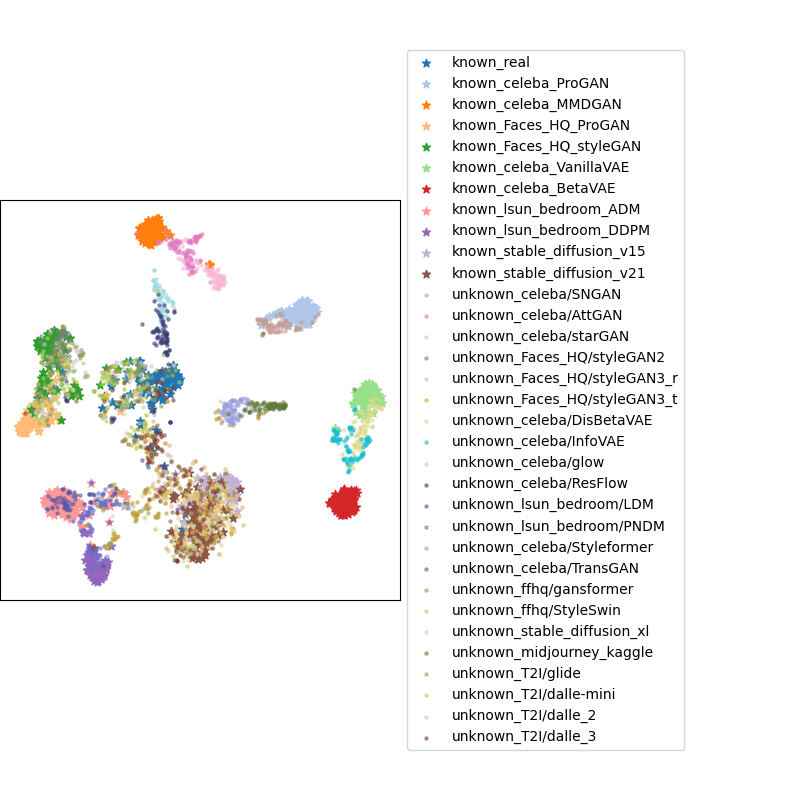 known_real
known_celeba_ProGAN
known_celeba_MMDGAN
known_Faces_HQ_ProGAN
known_Faces_HQ_styleGAN
known_celeba_VanillaVAE
known_celeba_BetaVAE
known_lsun_bedroom_ADM
known_lsun_bedroom_DDPM
known_stable_diffusion_v15
known_stable_diffusion_v21
unknown_celeba/SNGAN
unknown_celeba/AttGAN
unknown_celeba/starGAN
unknown_Faces_HQ/styleGAN2
unknown_Faces_HQ/styleGAN3_r
unknown_Faces_HQ/styleGAN3_t
unknown_celeba/DisBetaVAE
unknown_celeba/InfoVAE
unknown_celeba/glow
unknown_celeba/ResFlow
unknown_lsun_bedroom/LDM
unknown_lsun_bedroom/PNDM
unknown_celeba/Styleformer
unknown_celeba/TransGAN
unknown_ffhq/gansformer
unknown_ffhq/StyleSwin
unknown_stable_diffusion_xl
unknown_midjourney_kaggle
unknown_T2I/glide
unknown_T2I/dalle-mini
unknown_T2I/dalle_2
unknown_T2I/dalle_3